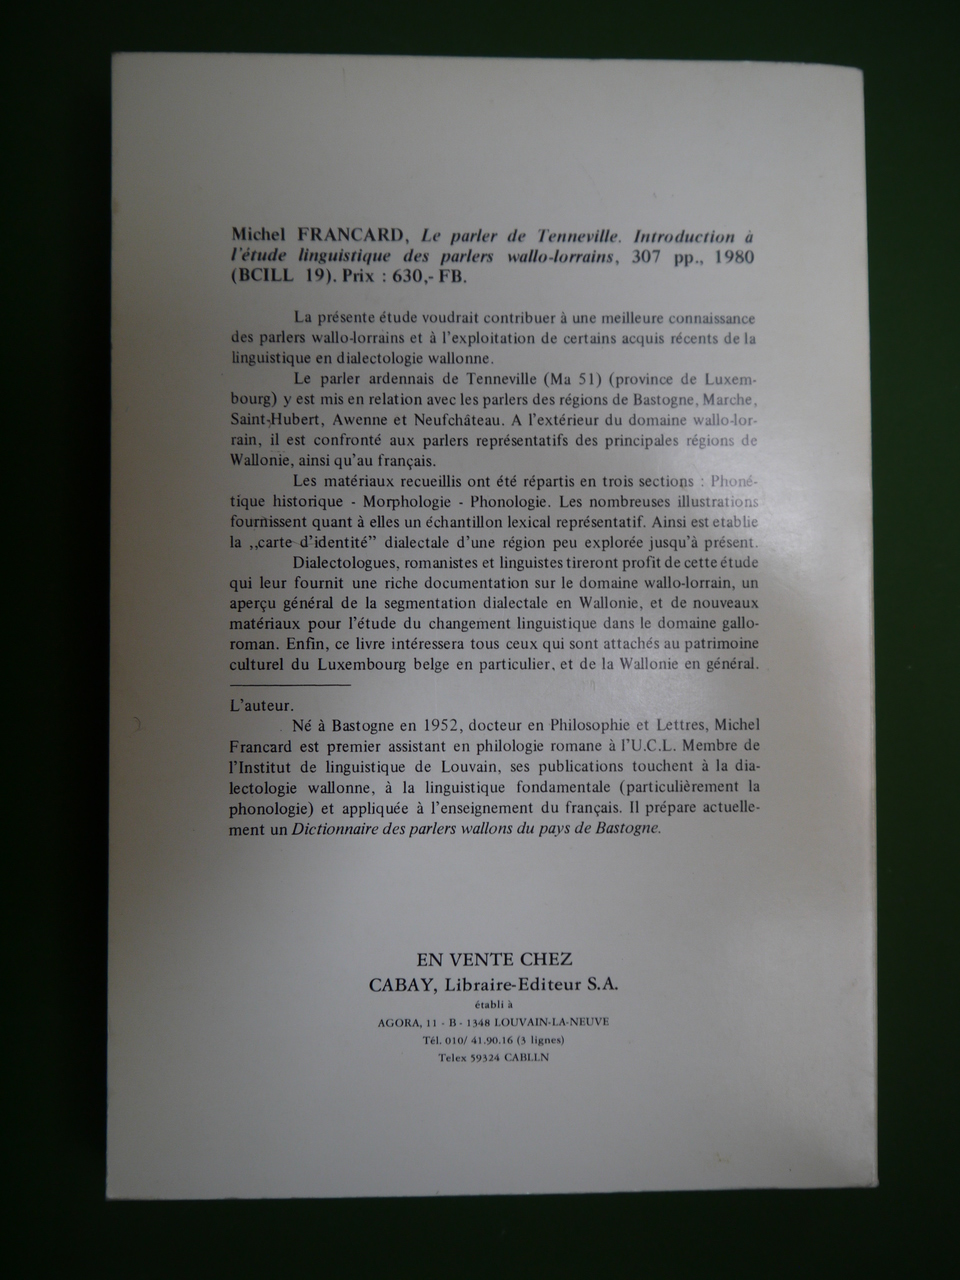 Michel FRANCARD, Le parler de Tenneville. Introduction à
l'étude linguistique des parlers wallo-lorrains, 307 pp., 1980
(BCILL 19). Prix : 630,- FB.
La présente étude voudrait contribuer à une meilleure connaissance
des parlers wallo-lorrains et à l'exploitation de certains acquis récents de la
linguistique en dialectologie wallonne.
Le parler ardennais de Tenneville (Ma 51) (province de Luxem-
bourg) y est mis en relation avec les parlers des régions de Bastogne, Marche,
Saint-Hubert, Awenne et Neufchâteau. A l'extérieur du domaine wallo-lor-
rain, il est confronté aux parlers représentatifs des principales régions de
Wallonie, ainsi qu'au français.
Les matériaux recueillis ont été répartis en trois sections : Phoné-
tique historique - Morphologie - Phonologie. Les nombreuses illustrations
fournissent quant à elles un échantillon lexical représentatif. Ainsi est etablie
la ,,carte d'identité" dialectale d'une région peu explorée jusqu'à présent.
Dialectologues, romanistes et linguistes tireront profit de cette étude
qui leur fournit une riche documentation sur le domaine wallo-lorrain, un
aperçu général de la segmentation dialectale en Wallonie, et de nouveaux
matériaux pour l'étude du changement linguistique dans le domaine gallo-
roman. Enfin, ce livre intéressera tous ceux qui sont attachés au patrimoine
culturel du Luxembourg belge en particulier, et de la Wallonie en général.
L'auteur.
Né à Bastogne en 1952, docteur en Philosophie et Lettres, Michel
Francard est premier assistant en philologie romane à l'U.C.L. Membre de
l'Institut de linguistique de Louvain, ses publications touchent à la dia-
lectologie wallonne, à la linguistique fondamentale (particulièrement la
phonologie) et appliquée à l'enseignement du français. Il prépare actuelle-
ment un Dictionnaire des parlers wallons du pays de Bastogne.
EN VENTE CHEZ
CABAY, Libraire-Editeur S.A.
établi à
AGORA, 11 - B - 1348 LOUVAIN-LA-NEUVE
Tél. 010/ 41.90.16 (3 lignes)
Telex 59324 CABLLN